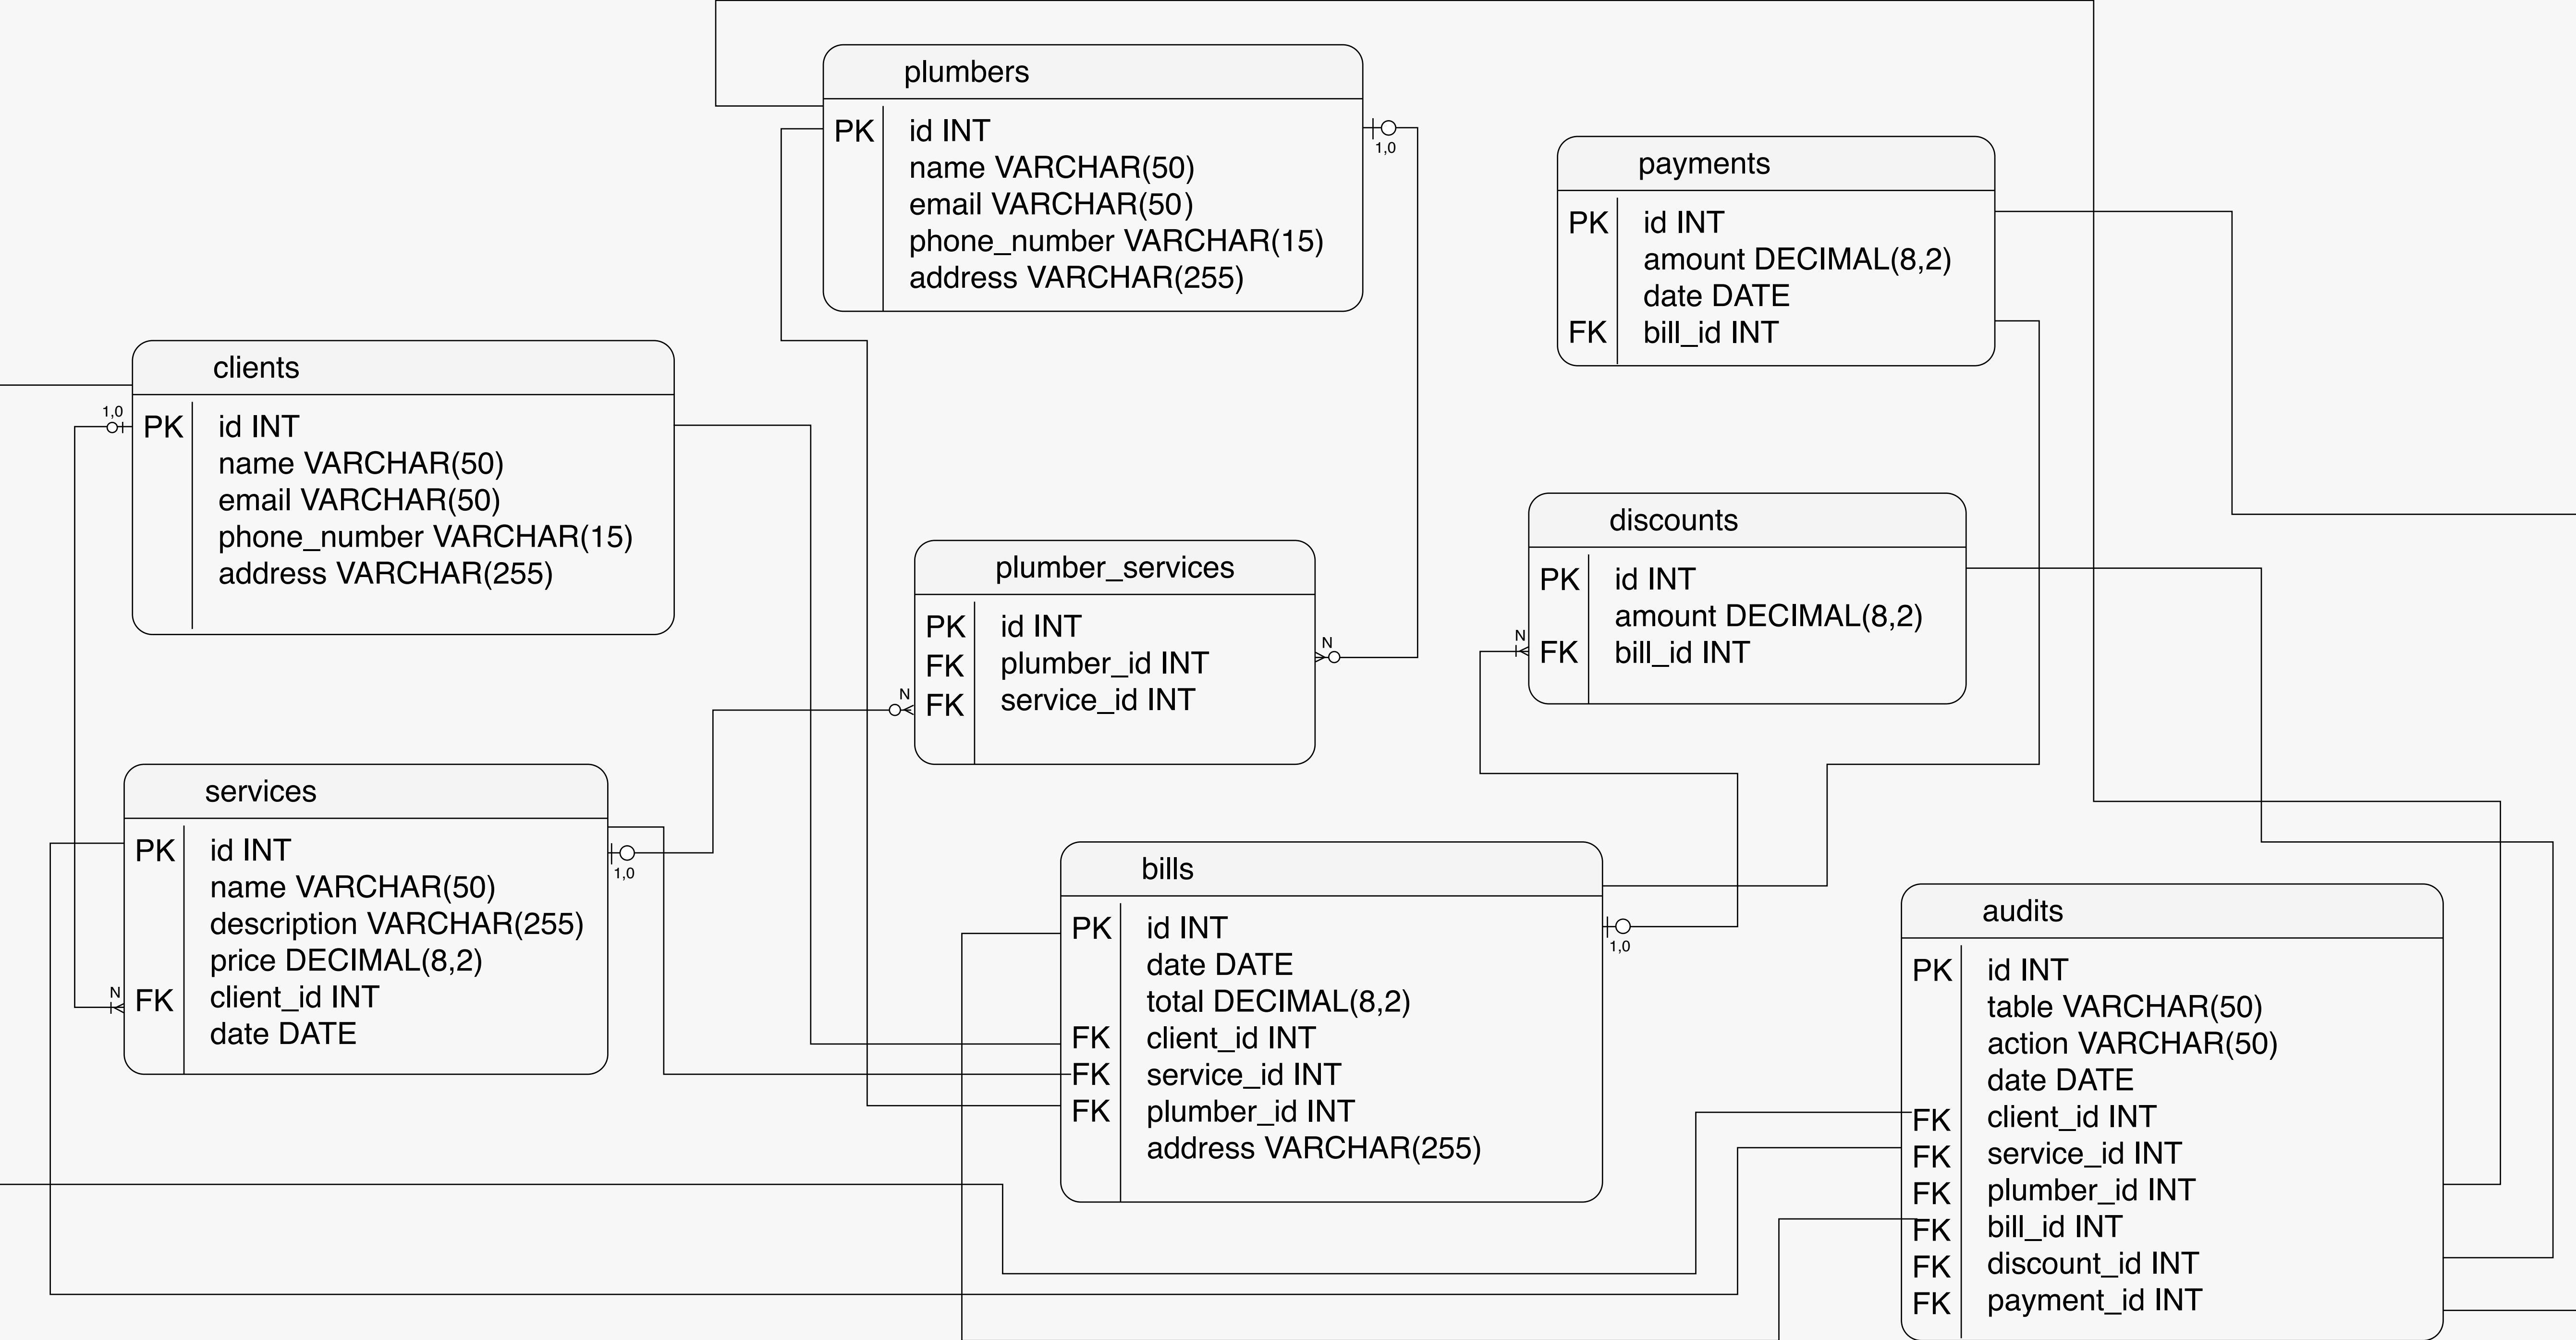 plumbers
PK id INT
name VARCHAR(50)
email VARCHAR(50)
phone_number VARCHAR(15)
address VARCHAR(255)
1,0
payments
PK id INT
amount DECIMAL(8,2)
date DATE
FK bill_id INT
clients
1,0
PK id INT
name VARCHAR(50)
email VARCHAR(50)
phone_number VARCHAR(15)
address VARCHAR(255)
plumber_services
PK id INT
FK plumber_id INT
FK service_id INT
N
N
discounts
PK id INT
amount DECIMAL(8,2)
N
FK bill_id INT
services
PK id INT
name VARCHAR(50)
description VARCHAR(255)
price DECIMAL(8,2)
N
FK client_id INT
date DATE
1,0
bills
PK id INT
date DATE
total DECIMAL(8,2)
FK client_id INT
FK service_id INT
FK plumber_id INT
address VARCHAR(255)
1,0
audits
PK id INT
table VARCHAR(50)
action VARCHAR(50)
date DATE
FK client_id INT
FK service_id INT
FK plumber_id INT
FK bill_id INT
FK discount_id INT
FK payment_id INT